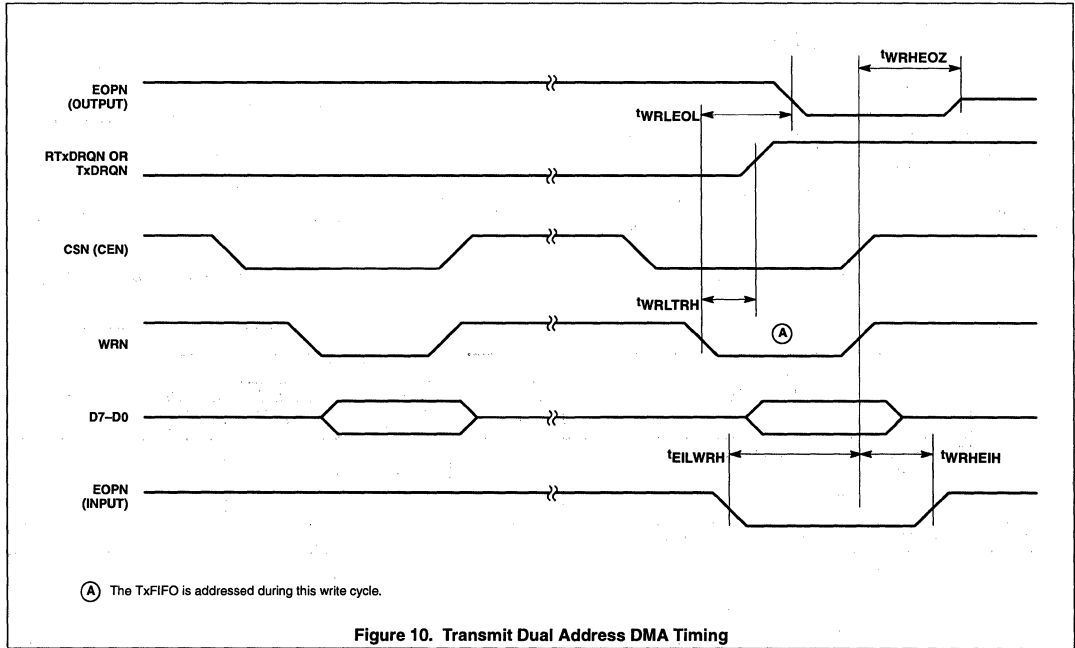 tWRHEOZ
EOPN
(OUTPUT)
tWRLEOL
RTxDRQN OR
TxDRQN
CSN (CEN)
tWRLTRH
WRN
A
D7–D0
tEILWRH
tWRHEIH
EOPN
(INPUT)
A The TxFIFO is addressed during this write cycle.
Figure 10. Transmit Dual Address DMA Timing